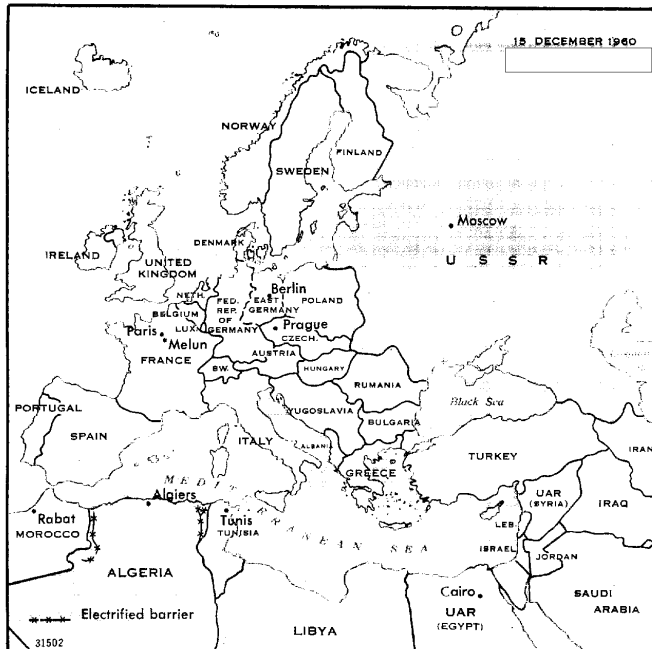 15 DECEMBER 1960
ICELAND
NORWAY
FINLAND
SWEDEN
Moscow
U S S R
DENMARK
IRELAND
UNITED
KINGDOM
NETH.
Berlin
FED.
REP.
OF
GERMANY
EAST
GERMANY
POLAND
BELGIUM
LUX.
Paris
Melun
FRANCE
Prague
CZECH.
AUSTRIA
SW.
HUNGARY
RUMANIA
YUGOSLAVIA
BULGARIA
Black Sea
PORTUGAL
SPAIN
ITALY
ALBANIA
GREECE
TURKEY
IRAN
MEDITERRANEAN SEA
Algiers
Rabat
MOROCCO
Tunis
TUNISIA
UAR
(SYRIA)
IRAQ
LEB.
ISRAEL
JORDAN
ALGERIA
Cairo
UAR
(EGYPT)
SAUDI
ARABIA
LIBYA
Electrified barrier
31502